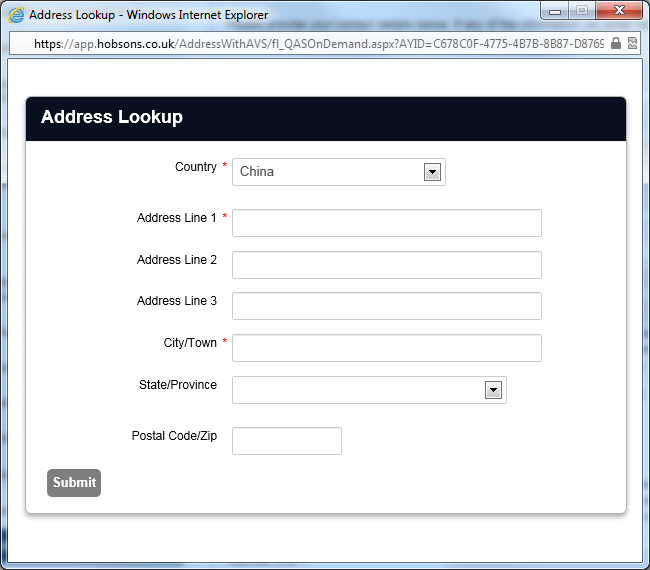 Address Lookup - Windows Internet Explorer
https://app.hobsons.co.uk/AddressWithAVS/fl_QASOnDemand.aspx?AYID=C678C0F-4775-4B7B-8B87-D8769
Address Lookup
Country * China
Address Line 1 *
Address Line 2
Address Line 3
City/Town *
State/Province
Postal Code/Zip
Submit